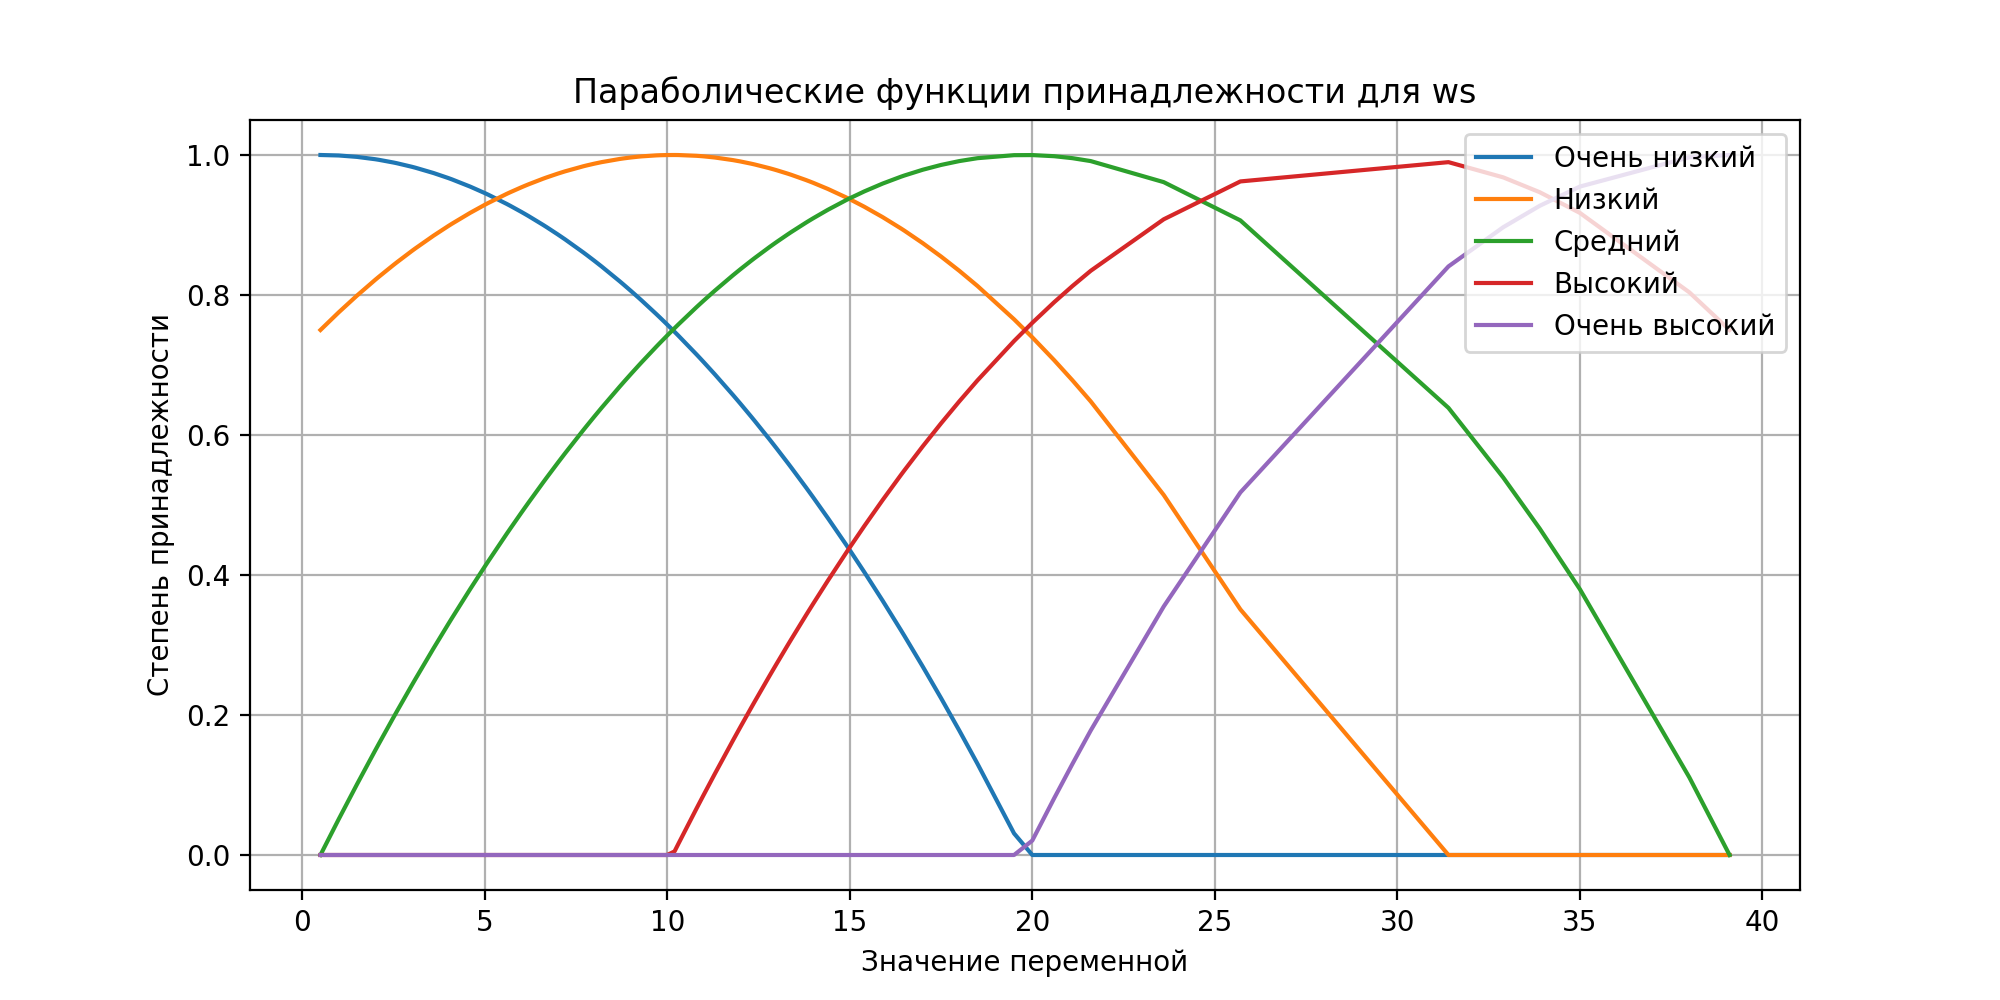 Параболические функции принадлежности для ws
Степень принадлежности
1.0
0.8
0.6
0.4
0.2
0.0
Очень низкий
Низкий
Средний
Высокий
Очень высокий
0 5 10 15 20 25 30 35 40
Значение переменной